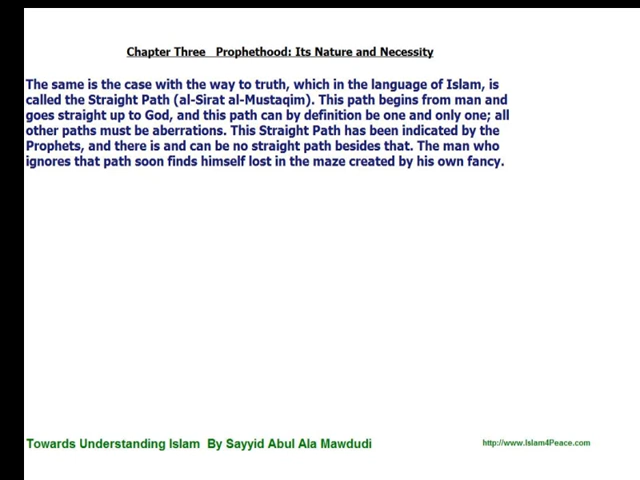 Chapter Three   Prophethood: Its Nature and Necessity
The same is the case with the way to truth, which in the language of Islam, is
called the Straight Path (al-Sirat al-Mustaqim). This path begins from man and
goes straight up to God, and this path can by definition be one and only one; all
other paths must be aberrations. This Straight Path has been indicated by the
Prophets, and there is and can be no straight path besides that. The man who
ignores that path soon finds himself lost in the maze created by his own fancy.
Towards Understanding Islam  By Sayyid Abul Ala Mawdudi
http://www.Islam4Peace.com